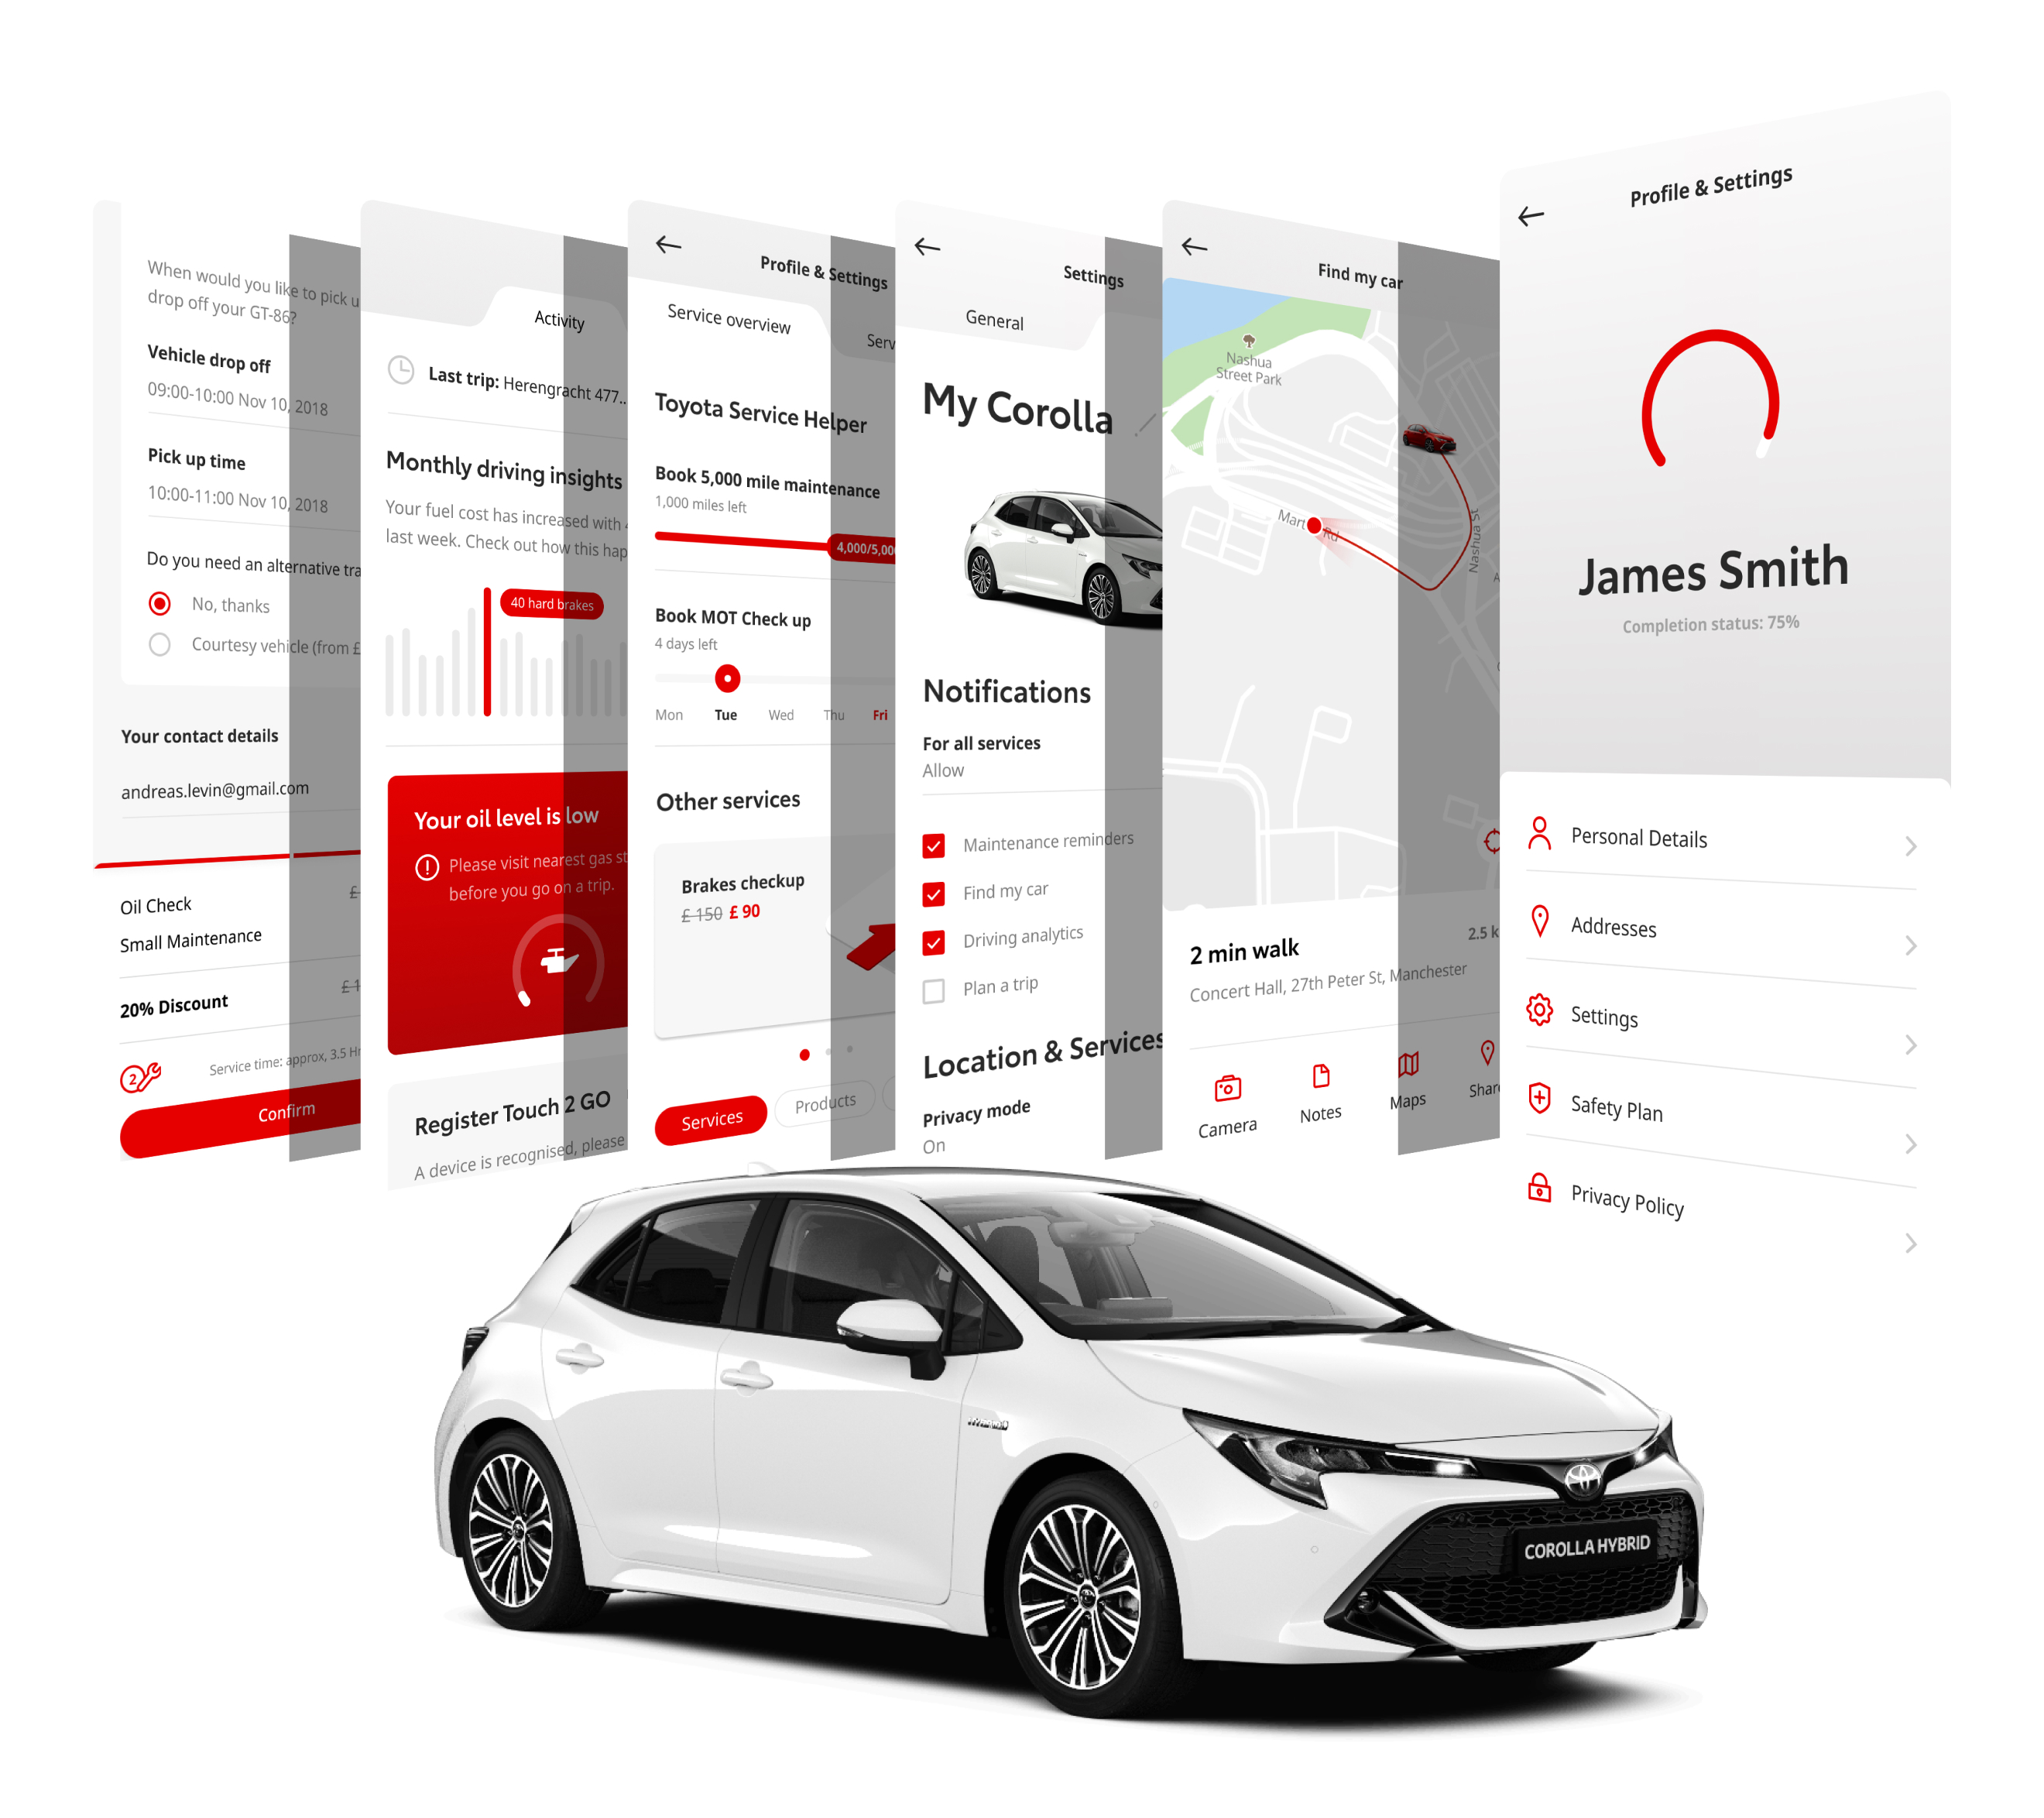 When would you like to pick u
drop off your GT-86?
Vehicle drop off
09:00-10:00 Nov 10, 2018
Pick up time
10:00-11:00 Nov 10, 2018
Do you need an alternative tra
No, thanks
Courtesy vehicle (from £
Your contact details
andreas.levin@gmail.com
Oil Check £
Small Maintenance
20% Discount £ 1
2 Service time: approx, 3.5 Hr
Confirm
Activity
Last trip: Herengracht 477..
Monthly driving insights
Your fuel cost has increased with
last week. Check out how this hap
40 hard brakes
Your oil level is low
Please visit nearest gas st
before you go on a trip.
Register Touch 2 GO
A device is recognised, please
Profile & Settings
Service overview
Serv
Toyota Service Helper
Book 5,000 mile maintenance
1,000 miles left
4,000/5,000
Book MOT Check up
4 days left
Mon Tue Wed Thu Fri
Other services
Brakes checkup
£ 150 £ 90
Services Products
Settings
General
My Corolla
Notifications
For all services
Allow
Maintenance reminders
Find my car
Driving analytics
Plan a trip
Location & Services
Privacy mode
On
Find my car
Nashua
Street Park
Mart Rd
Nashua St
2 min walk 2.5 k
Concert Hall, 27th Peter St, Manchester
Camera Notes Maps Share
Profile & Settings
James Smith
Completion status: 75%
Personal Details
Addresses
Settings
Safety Plan
Privacy Policy
HYBRID
COROLLA HYBRID